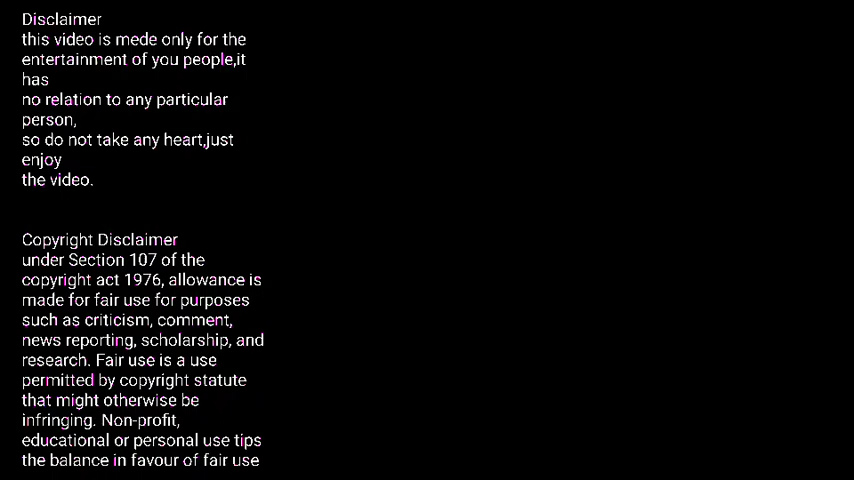 Disclaimer
this video is mede only for the
entertainment of you people,it
has
no relation to any particular
person,
so do not take any heart,just
enjoy
the video.
Copyright Disclaimer
under Section 107 of the
copyright act 1976, allowance is
made for fair use for purposes
such as criticism, comment,
news reporting, scholarship, and
research. Fair use is a use
permitted by copyright statute
that might otherwise be
infringing. Non-profit,
educational or personal use tips
the balance in favour of fair use